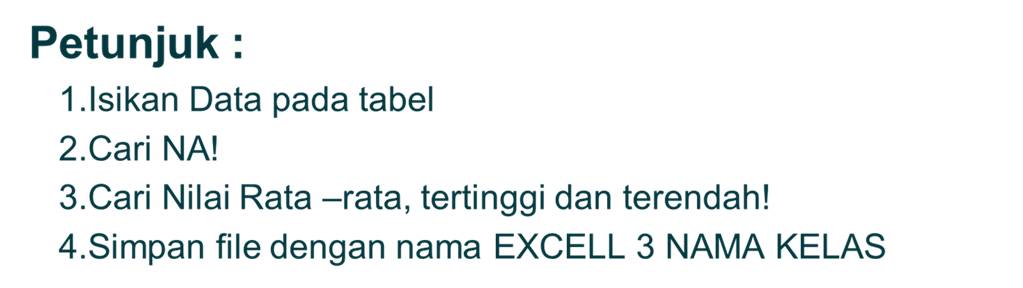 Petunjuk :
1.Isikan Data pada tabel
2.Cari NA!
3.Cari Nilai Rata –rata, tertinggi dan terendah!
4.Simpan file dengan nama EXCELL 3 NAMA KELAS